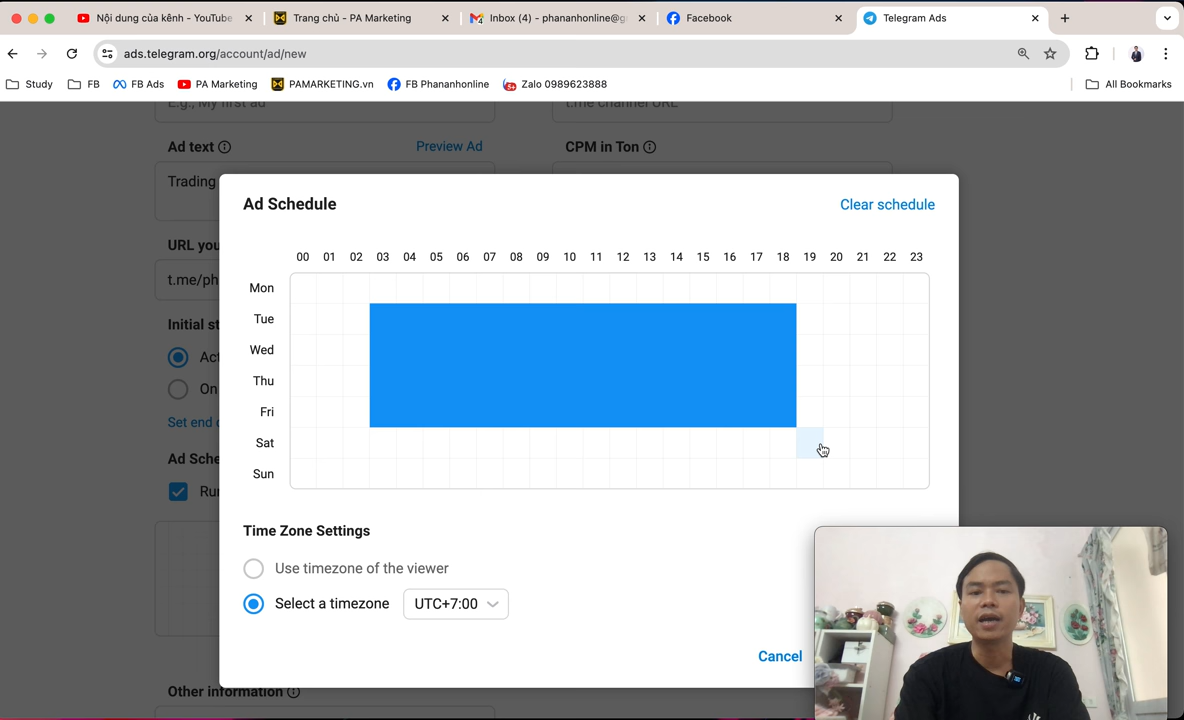 Nội dung của kênh - YouTube
Trang chủ - PA Marketing
Inbox (4) - phananhonline@g
Facebook
Telegram Ads
ads.telegram.org/account/ad/new
Study
FB
FB Ads
PA Marketing
PAMARKETING.vn
FB Phananhonline
Zalo 0989623888
All Bookmarks
E.g., My first ad
t.me channel URL
Ad text
Preview Ad
CPM in Ton
Trading
Ad Schedule
Clear schedule
URL you
t.me/ph
00 01 02 03 04 05 06 07 08 09 10 11 12 13 14 15 16 17 18 19 20 21 22 23
Mon
Tue
Wed
Thu
Fri
Sat
Sun
Initial st
Act
On
Set end d
Ad Sche
Run
Time Zone Settings
Use timezone of the viewer
Select a timezone
UTC+7:00
Cancel
Other information